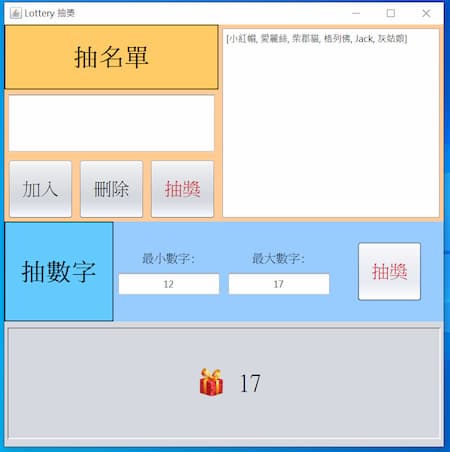 Lottery 抽獎
抽名單
[小紅帽, 愛麗絲, 柴郡貓, 格列佛, Jack, 灰姑娘]
加入
刪除
抽獎
抽數字
最小數字:
最大數字:
12
17
抽獎
17